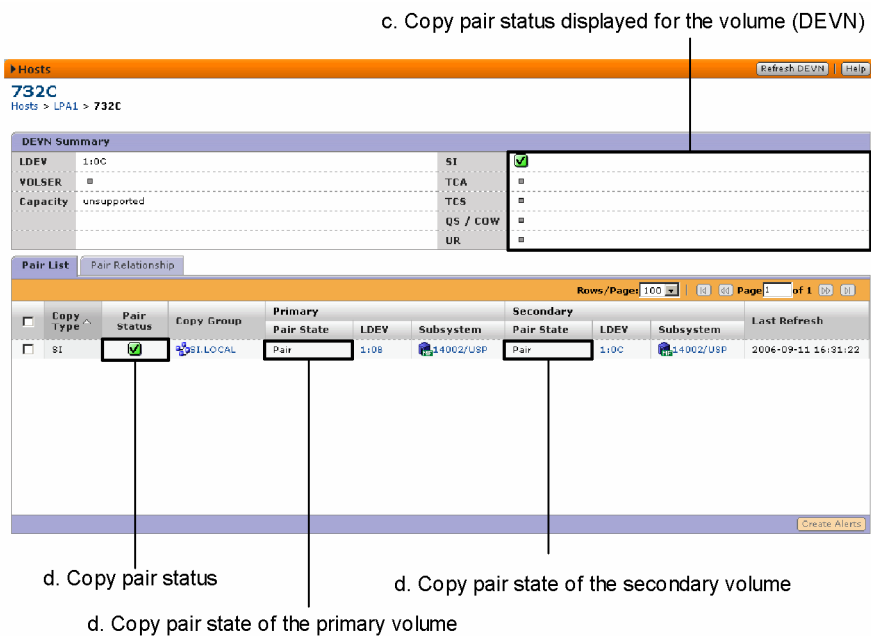 c. Copy pair status displayed for the volume (DEVN)
Hosts
Refresh DEVN | Help
732C
Hosts > LPA1 > 732C
DEVN Summary
LDEV 1:0C SI
VOLSER TCA
Capacity unsupported TCS
QS / COW
UR
Pair List Pair Relationship
Rows/Page: 100 | Page 1 of 1
Copy Type Pair Status Copy Group Primary Secondary Last Refresh
Pair State LDEV Subsystem Pair State LDEV Subsystem
SI SI.LOCAL Pair 1:0B 14002/USP Pair 1:0C 14002/USP 2006-09-11 16:31:22
Create Alerts
d. Copy pair status
d. Copy pair state of the secondary volume
d. Copy pair state of the primary volume